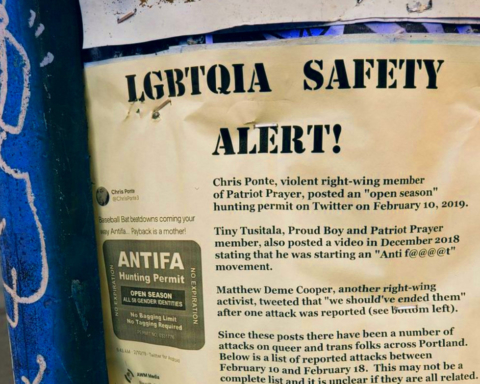 LGBTQIA SAFETY
ALERT!
Chris Ponte, violent right-wing member
of Patriot Prayer, posted an "open season"
hunting permit on Twitter on February 10, 2019.
Tiny Tusitala, Proud Boy and Patriot Prayer
member, also posted a video in December 2018
stating that he was starting an "Anti f@@@@t"
movement.
Matthew Deme Cooper, another right-wing
activist, tweeted that "we should've ended them"
after one attack was reported (see bottom left).
Since these posts there have been a number of
attacks on queer and trans folks across Portland.
Below is a list of reported attacks between
February 10 and February 18. This may not be a
complete list and it is unclear if they are all related.
Chris Ponte
Baseball Bat beatdowns coming your
way Antifa.. Payback is a mother!
ANTIFA
Hunting Permit
OPEN SEASON
ALL 58 GENDER IDENTITIES
No Bagging Limit
No Tagging Required
NO EXPIRATION
NO EXPIRATION